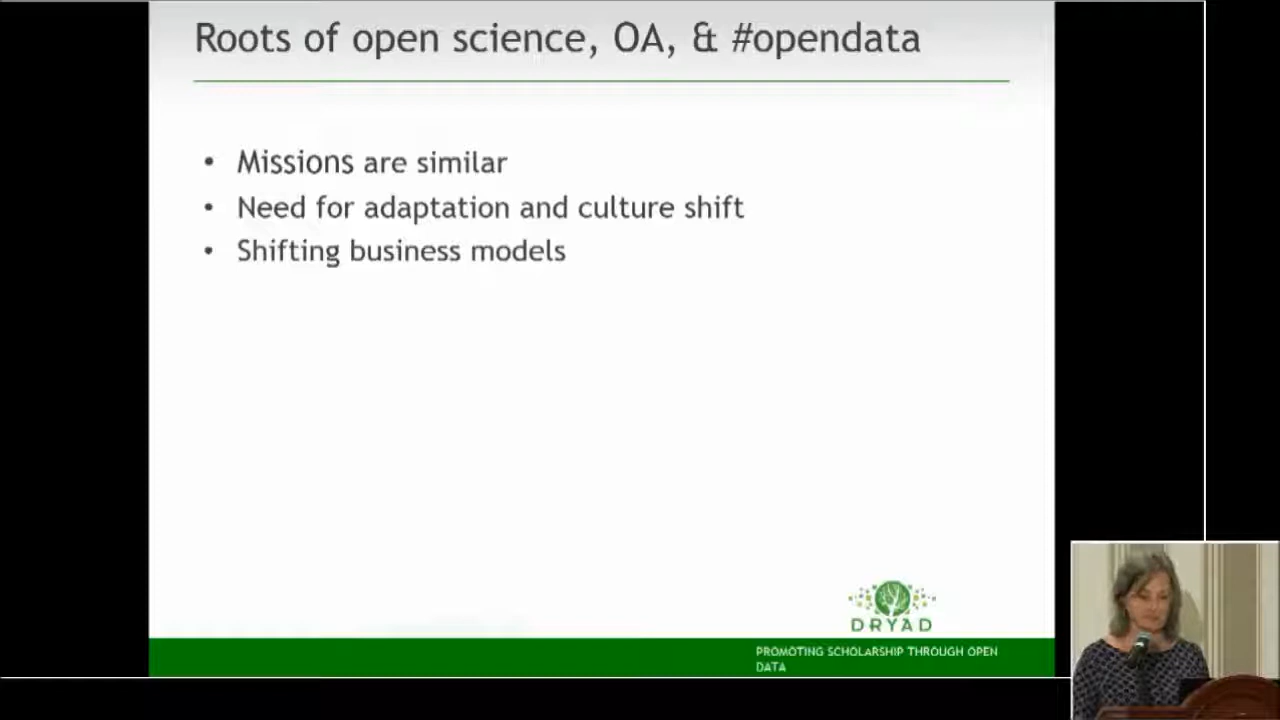 Roots of open science, OA, & #opendata
• Missions are similar
• Need for adaptation and culture shift
• Shifting business models
DRYAD
PROMOTING SCHOLARSHIP THROUGH OPEN
DATA